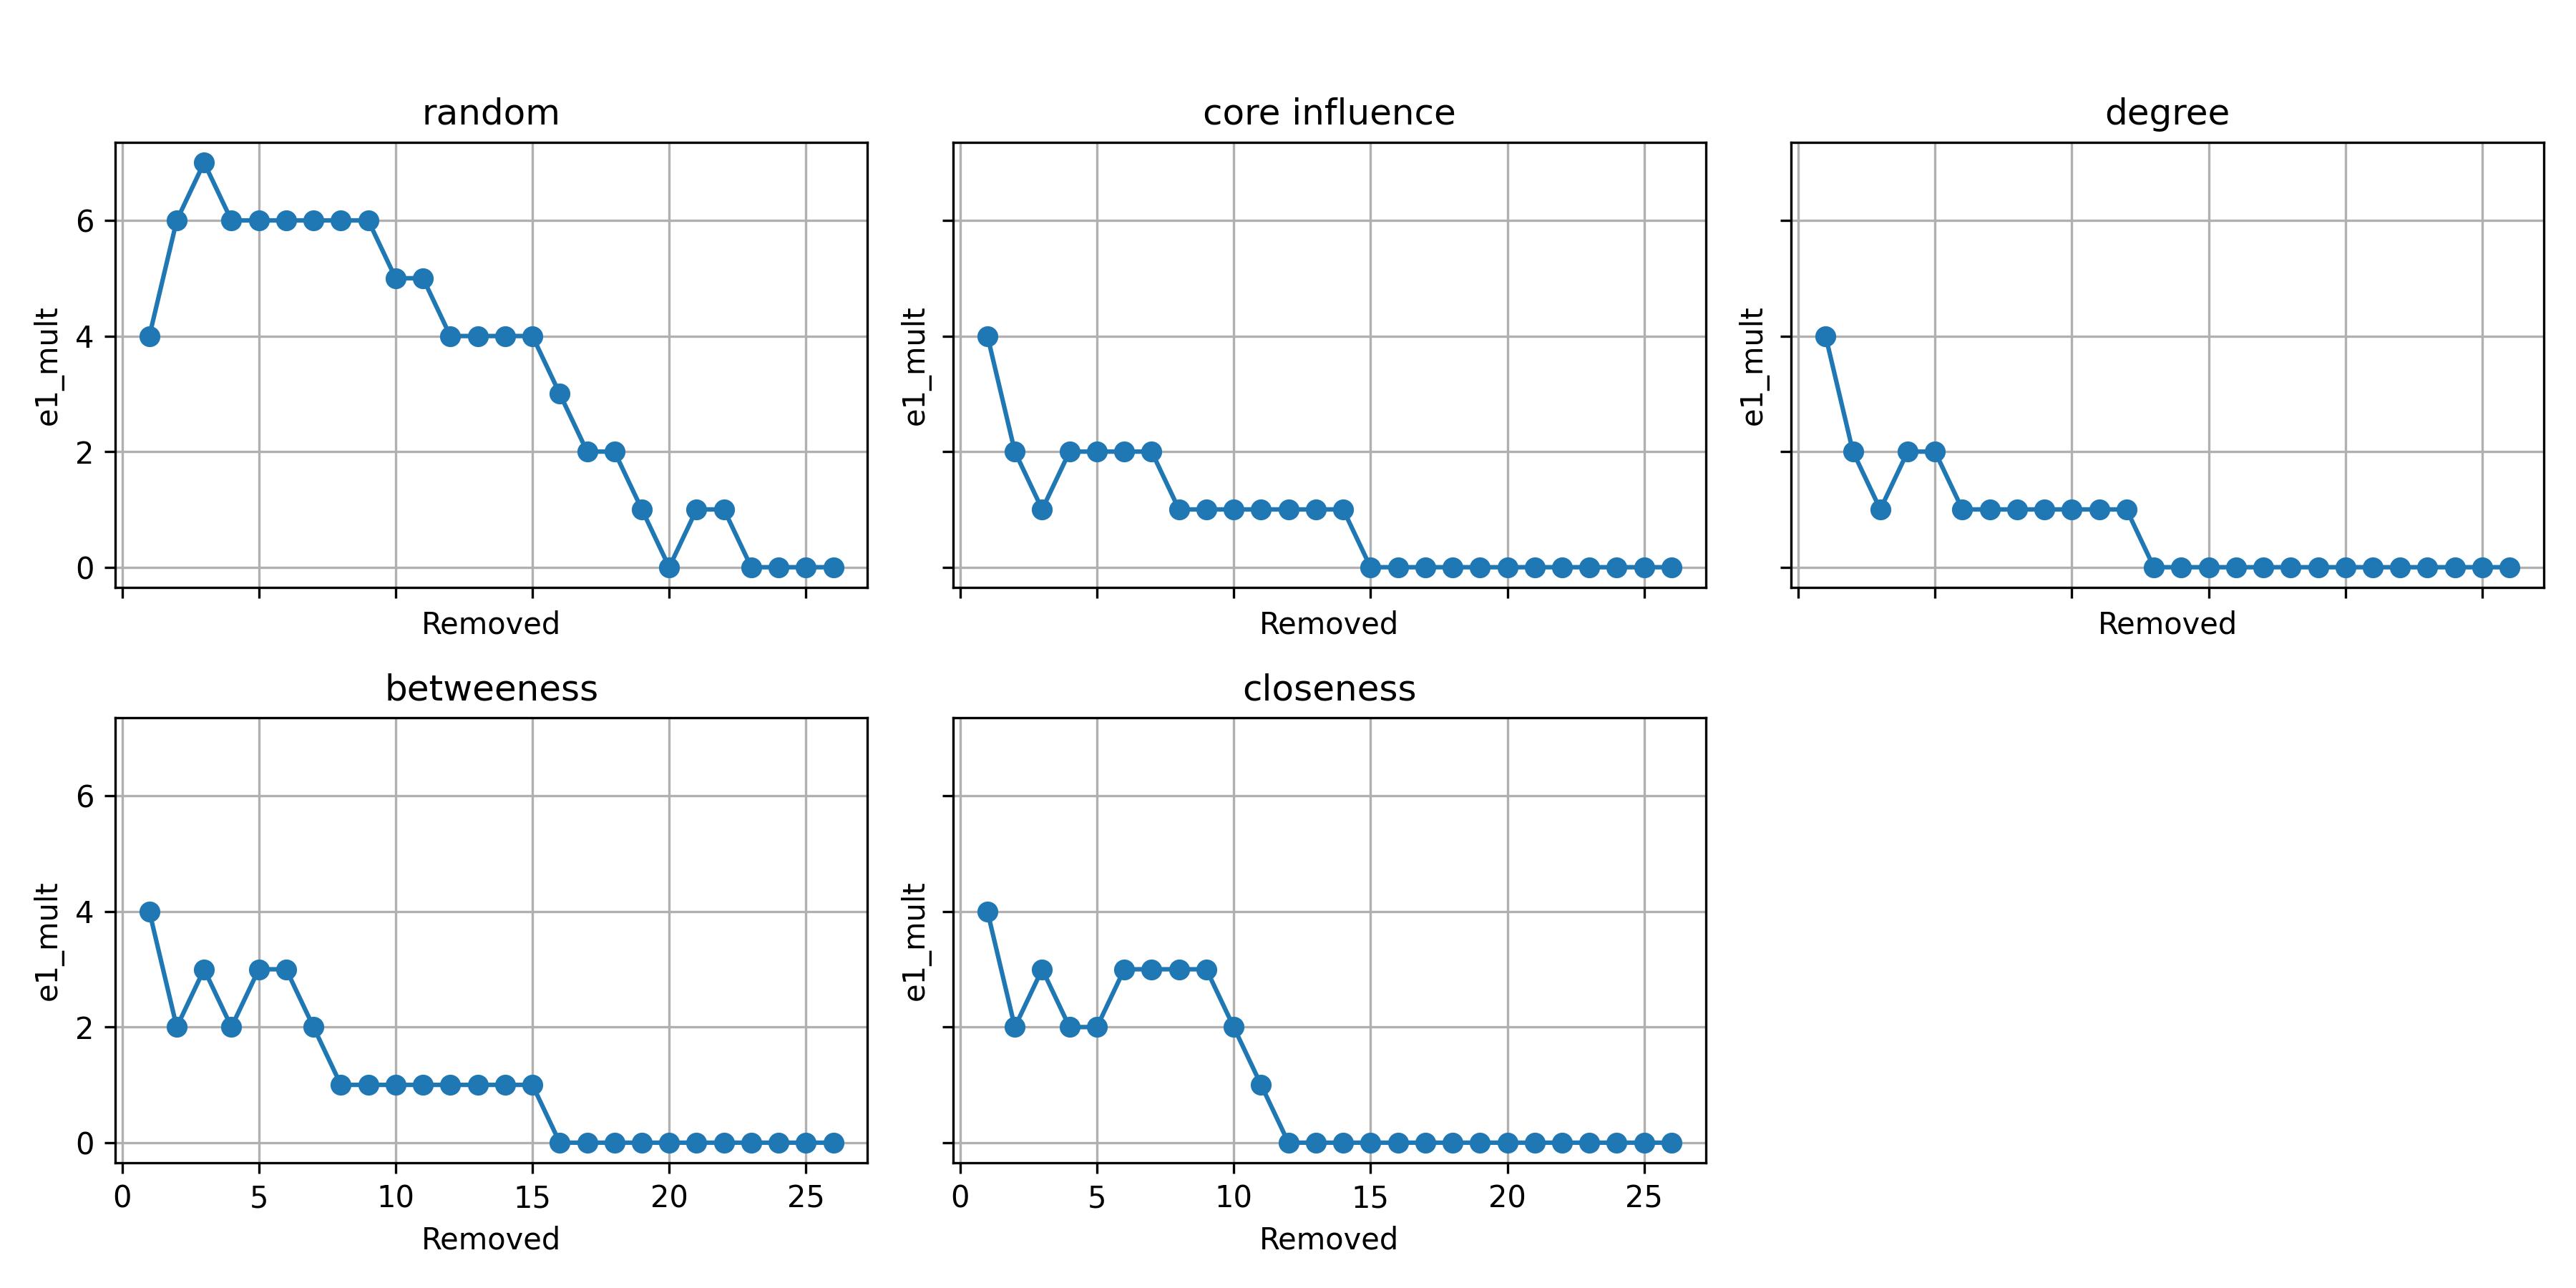 random
core influence
degree
e1_mult
6
4
2
0
Removed
e1_mult
Removed
e1_mult
Removed
betweeness
closeness
e1_mult
6
4
2
0
0 5 10 15 20 25
Removed
e1_mult
0 5 10 15 20 25
Removed